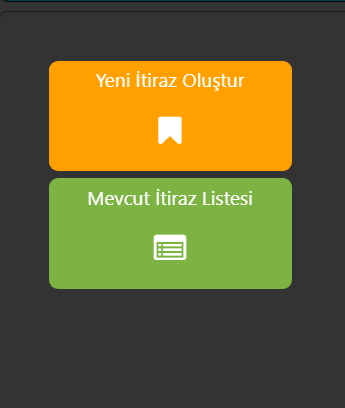 Yeni İtiraz Oluştur
Mevcut İtiraz Listesi